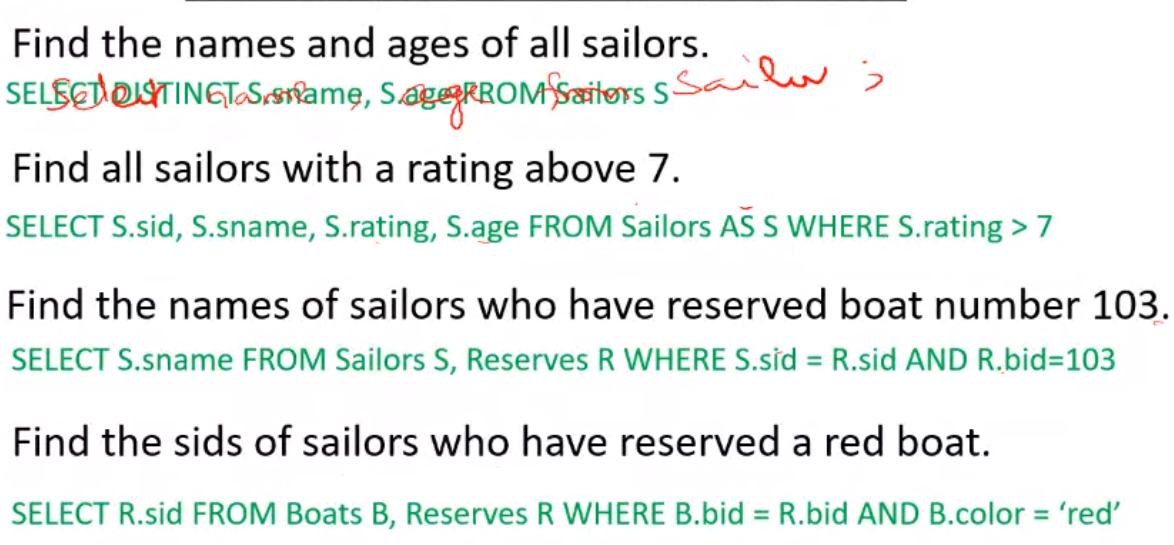 Find the names and ages of all sailors.
SELECT DISTINCT S.sname, S.age FROM Sailors S
Select name, age from Sailor ;
Find all sailors with a rating above 7.
SELECT S.sid, S.sname, S.rating, S.age FROM Sailors AS S WHERE S.rating > 7
Find the names of sailors who have reserved boat number 103.
SELECT S.sname FROM Sailors S, Reserves R WHERE S.sid = R.sid AND R.bid=103
Find the sids of sailors who have reserved a red boat.
SELECT R.sid FROM Boats B, Reserves R WHERE B.bid = R.bid AND B.color = ‘red’